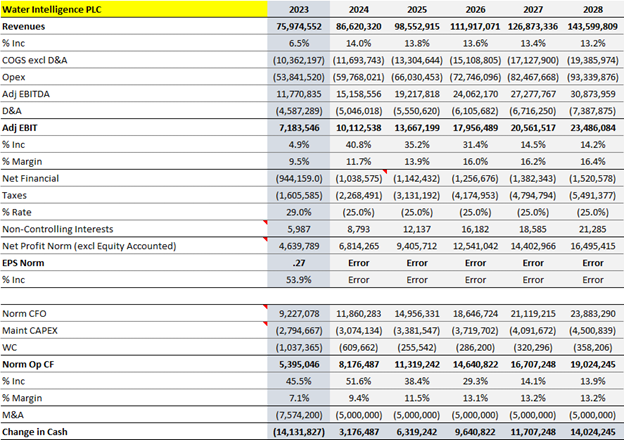 Water Intelligence PLC 2023 2024 2025 2026 2027 2028
Revenues 75,974,552 86,620,320 98,552,915 111,917,071 126,873,336 143,599,809
% Inc 6.5% 14.0% 13.8% 13.6% 13.4% 13.2%
COGS excl D&A (10,362,197) (11,693,743) (13,304,644) (15,108,805) (17,127,900) (19,385,974)
Opex (53,841,520) (59,768,021) (66,030,453) (72,746,096) (82,467,668) (93,339,876)
Adj EBITDA 11,770,835 15,158,556 19,217,818 24,062,170 27,277,767 30,873,959
D&A (4,587,289) (5,046,018) (5,550,620) (6,105,682) (6,716,250) (7,387,875)
Adj EBIT 7,183,546 10,112,538 13,667,199 17,956,489 20,561,517 23,486,084
% Inc 4.9% 40.8% 35.2% 31.4% 14.5% 14.2%
% Margin 9.5% 11.7% 13.9% 16.0% 16.2% 16.4%
Net Financial (944,159.0) (1,038,575) (1,142,432) (1,256,676) (1,382,343) (1,520,578)
Taxes (1,605,585) (2,268,491) (3,131,192) (4,174,953) (4,794,794) (5,491,377)
% Rate 29.0% (25.0%) (25.0%) (25.0%) (25.0%) (25.0%)
Non-Controlling Interests 5,987 8,793 12,137 16,182 18,585 21,285
Net Profit Norm (excl Equity Accounted) 4,639,789 6,814,265 9,405,712 12,541,042 14,402,966 16,495,415
EPS Norm .27 Error Error Error Error Error
% Inc 53.9% Error Error Error Error Error
Norm CFO 9,227,078 11,860,283 14,956,331 18,646,724 21,119,215 23,883,290
Maint CAPEX (2,794,667) (3,074,134) (3,381,547) (3,719,702) (4,091,672) (4,500,839)
WC (1,037,365) (609,662) (255,542) (286,200) (320,296) (358,206)
Norm Op CF 5,395,046 8,176,487 11,319,242 14,640,822 16,707,248 19,024,245
% Inc 45.5% 51.6% 38.4% 29.3% 14.1% 13.9%
% Margin 7.1% 9.4% 11.5% 13.1% 13.2% 13.2%
M&A (7,574,200) (5,000,000) (5,000,000) (5,000,000) (5,000,000) (5,000,000)
Change in Cash (14,131,827) 3,176,487 6,319,242 9,640,822 11,707,248 14,024,245